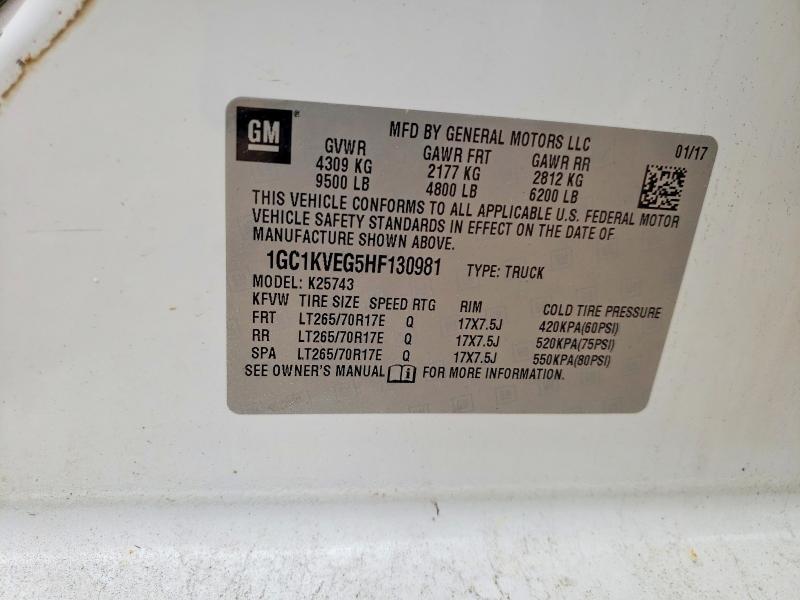 GM
MFD BY GENERAL MOTORS LLC 01/17
GVWR GAWR FRT GAWR RR
4309 KG 2177 KG 2812 KG
9500 LB 4800 LB 6200 LB
THIS VEHICLE CONFORMS TO ALL APPLICABLE U.S. FEDERAL MOTOR
VEHICLE SAFETY STANDARDS IN EFFECT ON THE DATE OF
MANUFACTURE SHOWN ABOVE.
1GC1KVEG5HF130981 TYPE: TRUCK
MODEL: K25743
KFVW TIRE SIZE SPEED RTG RIM COLD TIRE PRESSURE
FRT LT265/70R17E Q 17X7.5J 420KPA(60PSI)
RR LT265/70R17E Q 17X7.5J 520KPA(75PSI)
SPA LT265/70R17E Q 17X7.5J 550KPA(80PSI)
SEE OWNER'S MANUAL FOR MORE INFORMATION.